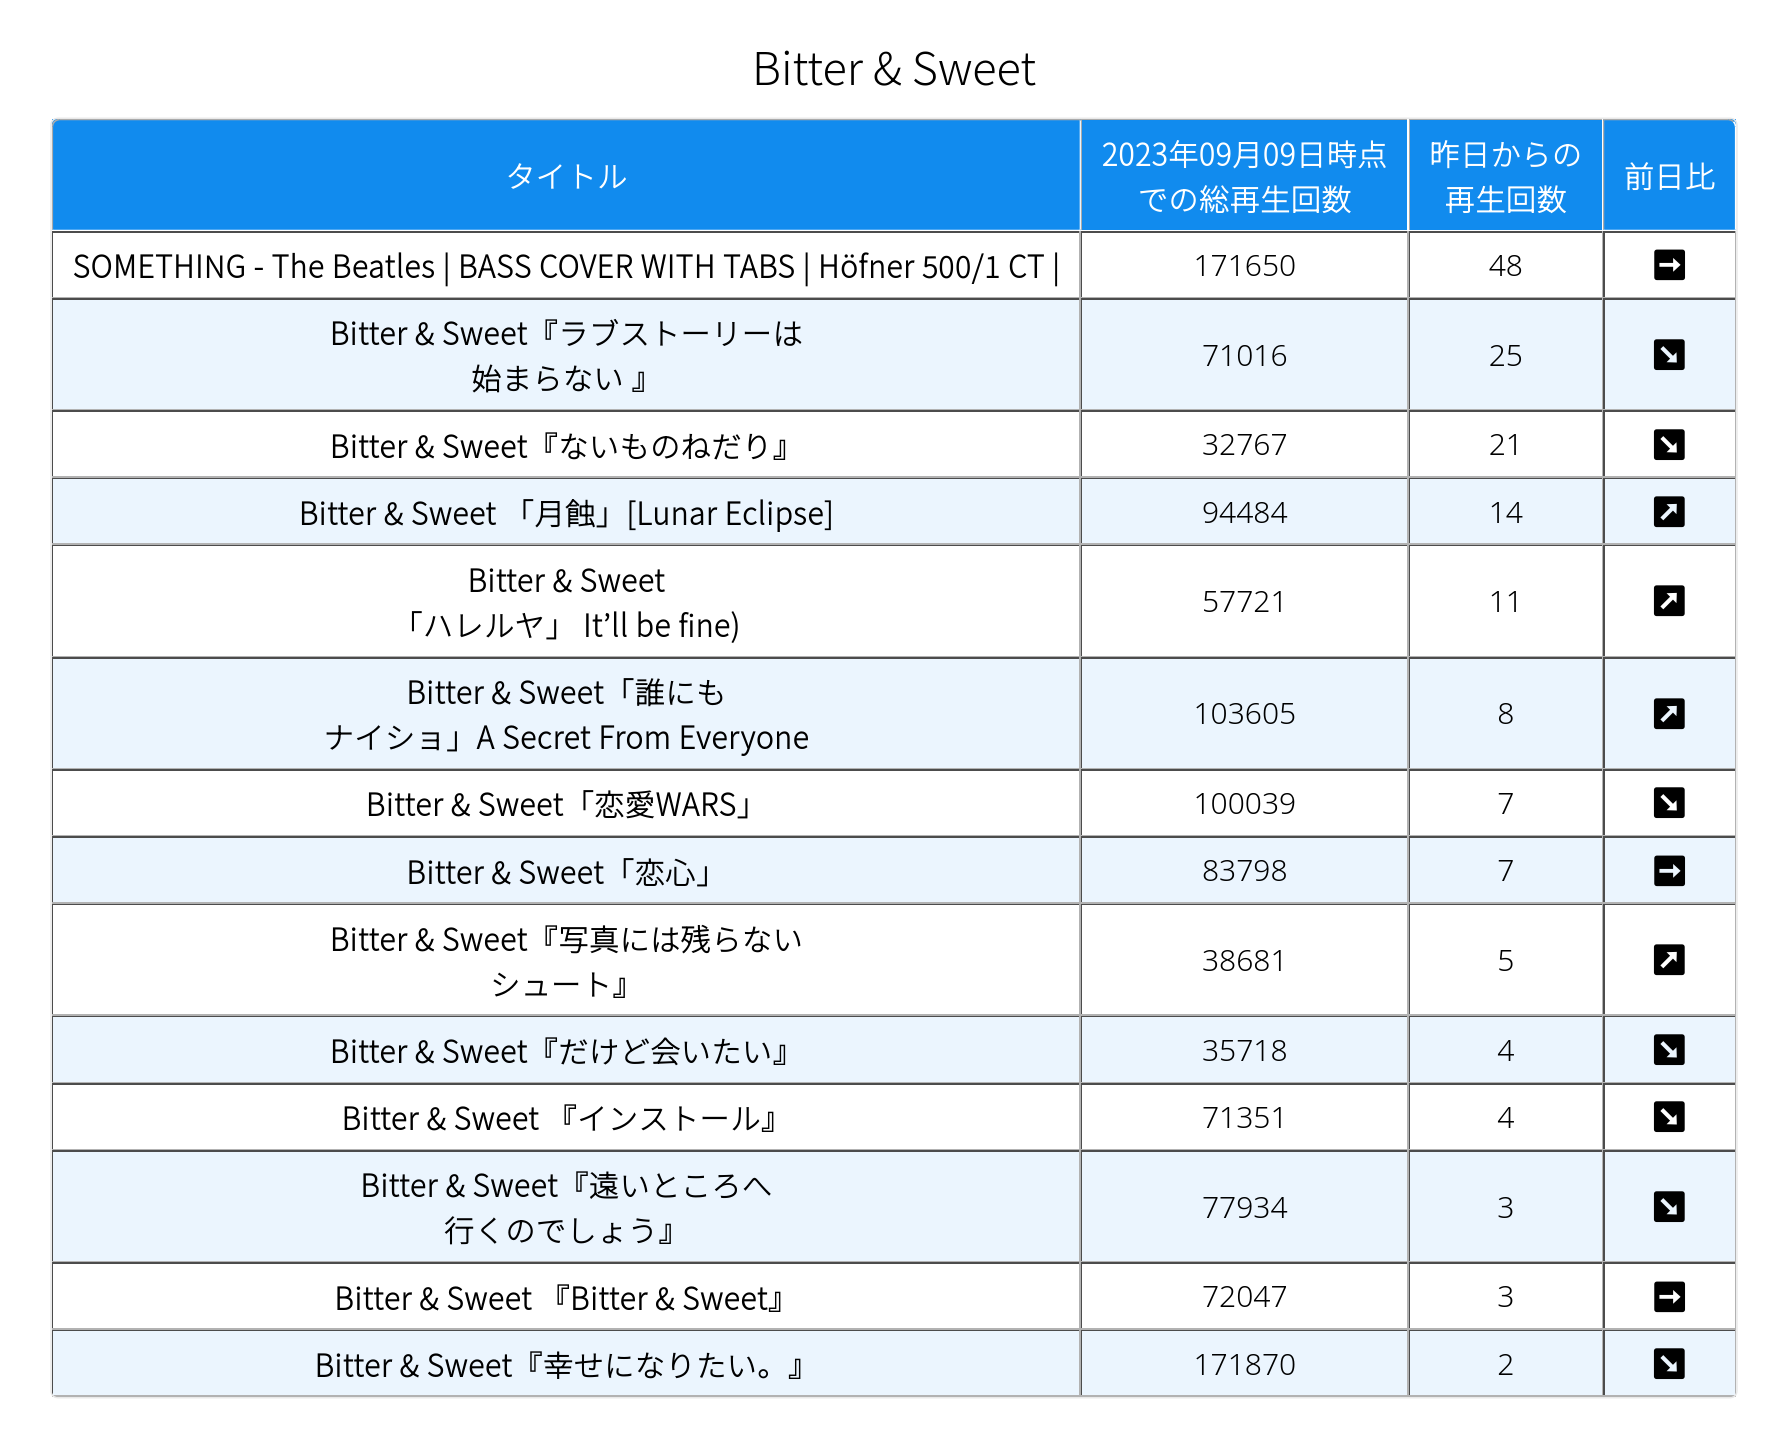 Bitter & Sweet
タイトル
2023年09月09日時点
での総再生回数
昨日からの
再生回数
前日比
SOMETHING - The Beatles | BASS COVER WITH TABS | Höfner 500/1 CT |
171650
48
➡
Bitter & Sweet『ラブストーリーは
始まらない 』
71016
25
↘
Bitter & Sweet『ないものねだり』
32767
21
↘
Bitter & Sweet 「月蝕」[Lunar Eclipse]
94484
14
↗
Bitter & Sweet
「ハレルヤ」 It’ll be fine)
57721
11
↗
Bitter & Sweet「誰にも
ナイショ」A Secret From Everyone
103605
8
↗
Bitter & Sweet「恋愛WARS」
100039
7
↘
Bitter & Sweet「恋心」
83798
7
➡
Bitter & Sweet『写真には残らない
シュート』
38681
5
↗
Bitter & Sweet『だけど会いたい』
35718
4
↘
Bitter & Sweet 『インストール』
71351
4
↘
Bitter & Sweet『遠いところへ
行くのでしょう』
77934
3
↘
Bitter & Sweet 『Bitter & Sweet』
72047
3
➡
Bitter & Sweet『幸せになりたい。』
171870
2
↘